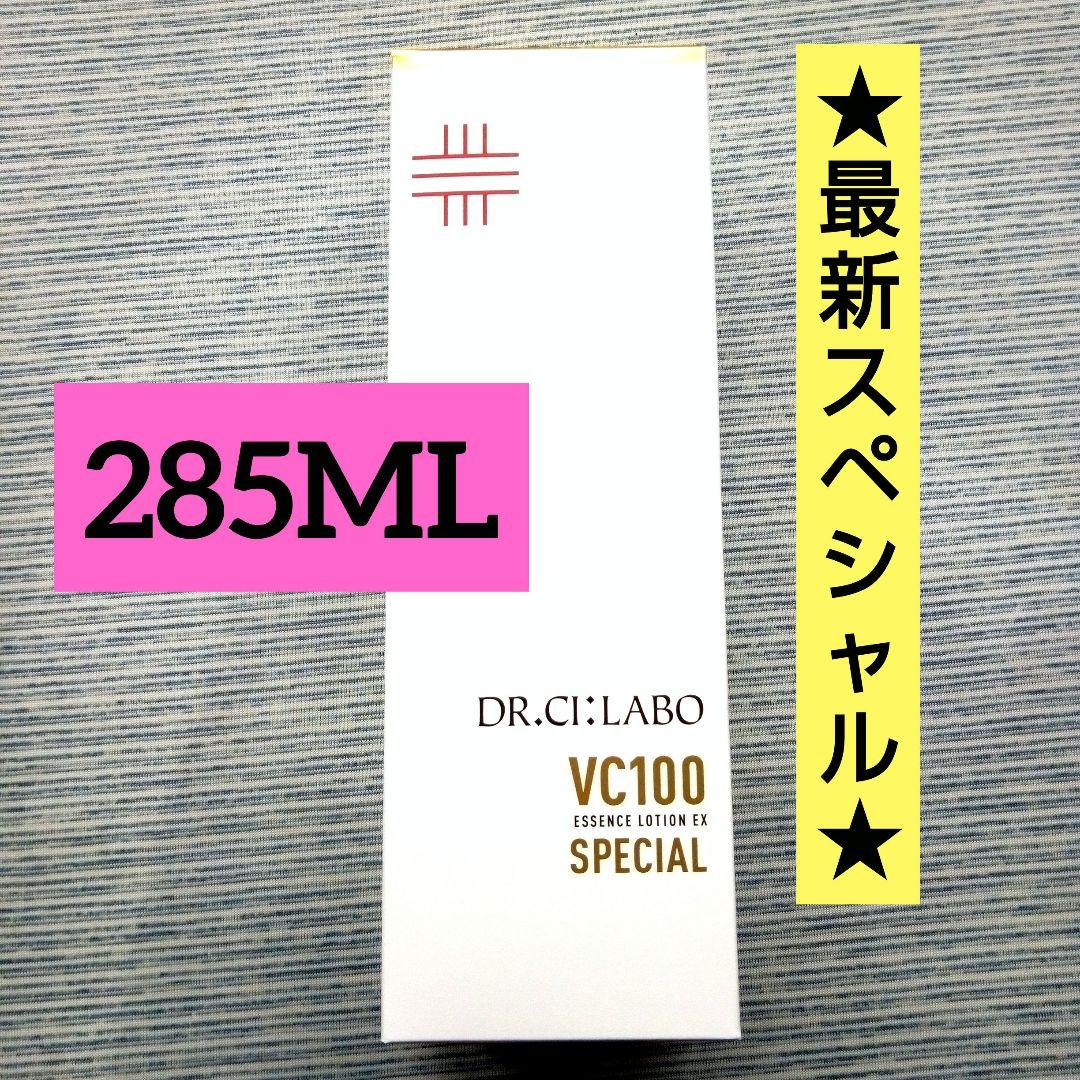 ★最新スペシャル★
285ML
DR.CI:LABO
VC100
ESSENCE LOTION EX
SPECIAL